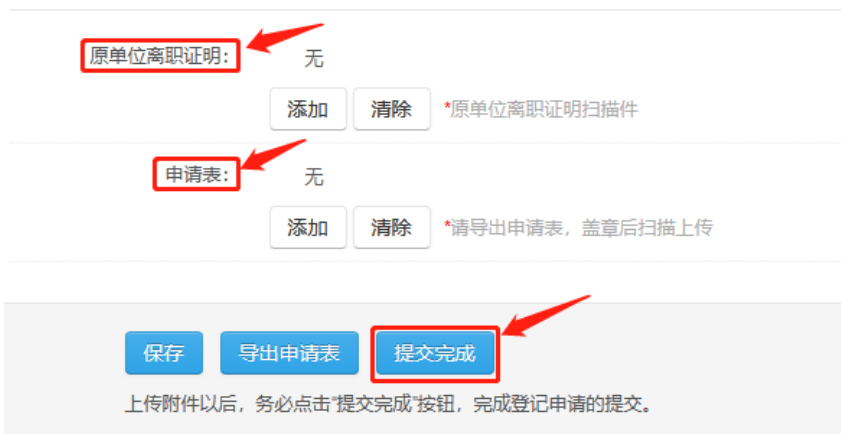 原单位离职证明： 无
添加 清除 *原单位离职证明扫描件
申请表： 无
添加 清除 *请导出申请表，盖章后扫描上传
保存 导出申请表 提交完成
上传附件以后，务必点击“提交完成”按钮，完成登记申请的提交。